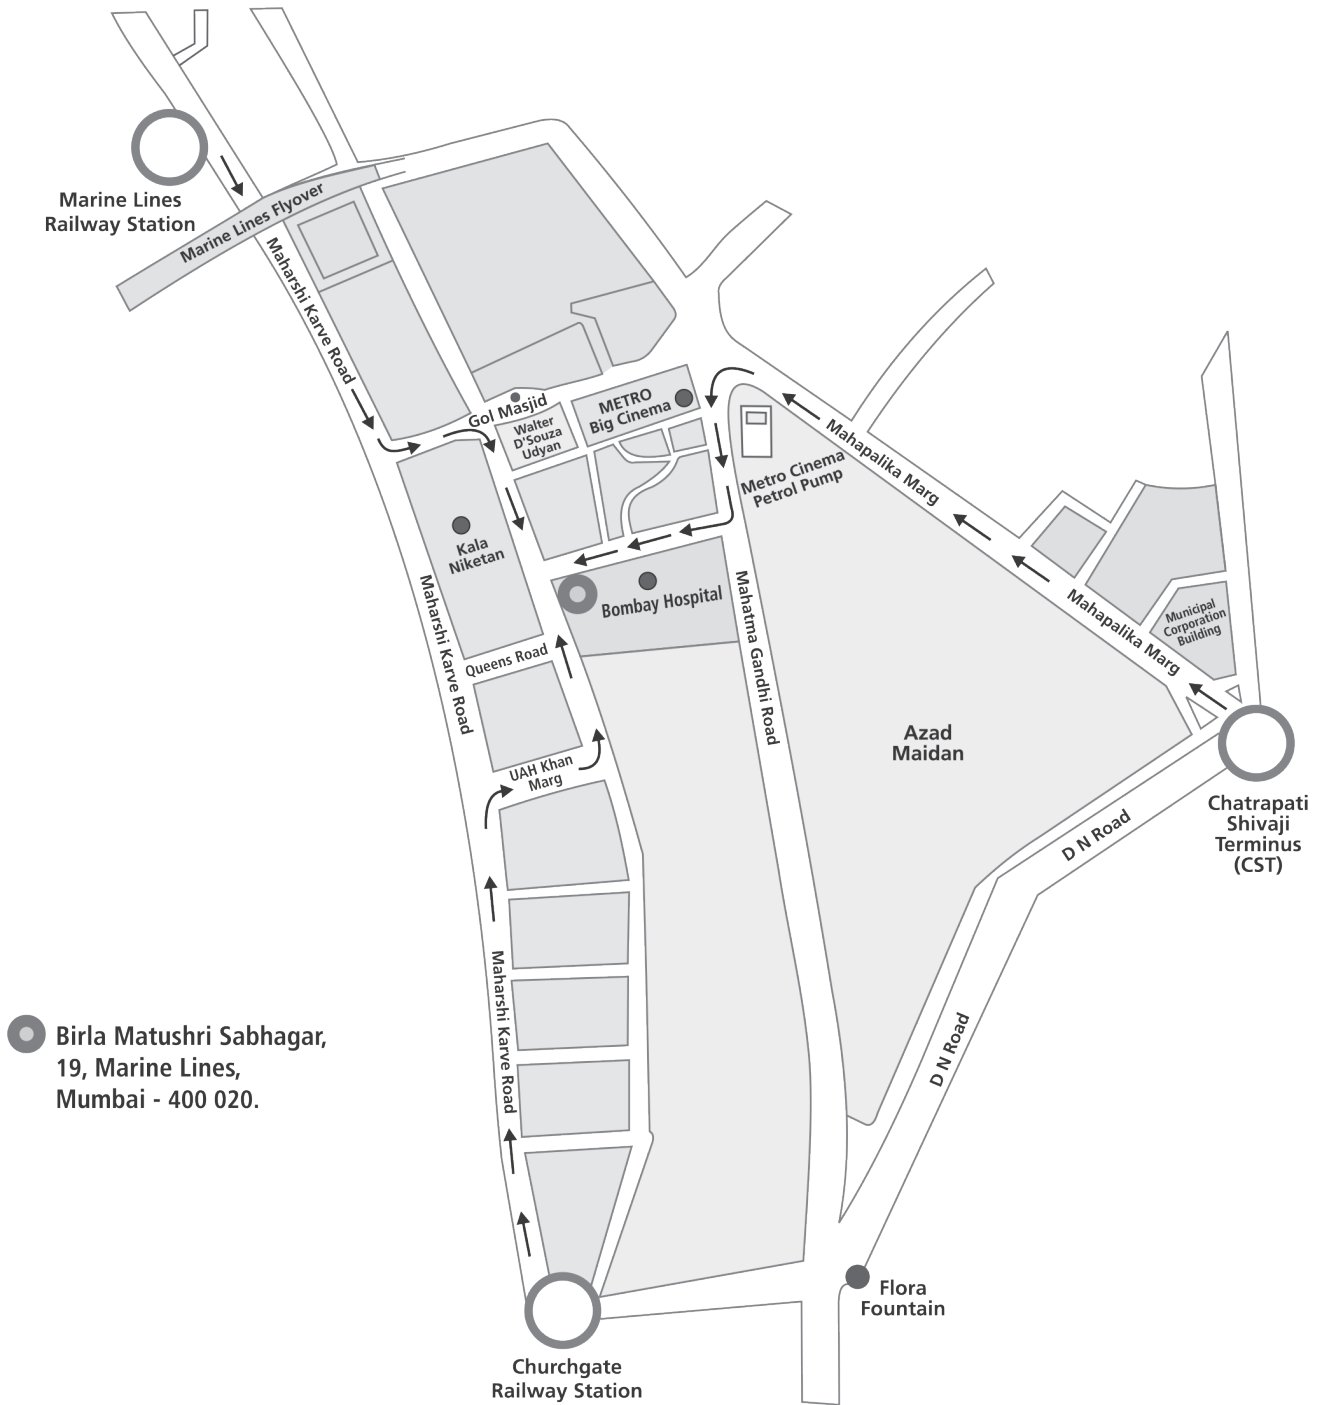 Marine Lines
Railway Station
Marine Lines Flyover
Maharshi Karve Road
Gol Masjid
METRO
Big Cinema
Walter
D'Souza
Udyan
Mahapalika Marg
Metro Cinema
Petrol Pump
Kala
Niketan
Maharshi Karve Road
Bombay Hospital
Mahatma Gandhi Road
Mahapalika Marg
Municipal
Corporation
Building
Queens Road
UAH Khan
Marg
Azad
Maidan
Chatrapati
Shivaji
Terminus
(CST)
D N Road
Maharshi Karve Road
D N Road
Birla Matushri Sabhagar,
19, Marine Lines,
Mumbai - 400 020.
Flora
Fountain
Churchgate
Railway Station